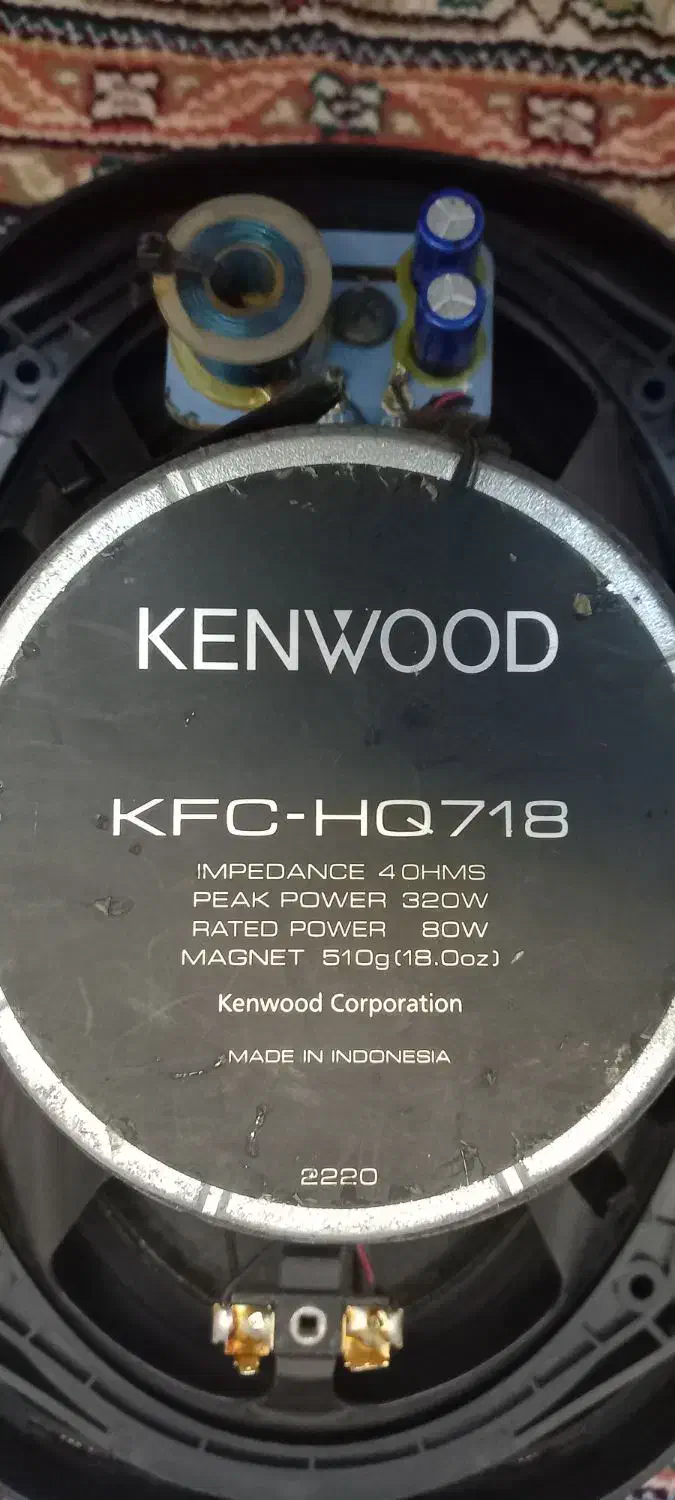 KENWOOD
KFC-HQ718
IMPEDANCE 4 OHMS
PEAK POWER 320W
RATED POWER 80W
MAGNET 510g (18.0oz)
Kenwood Corporation
MADE IN INDONESIA
2220